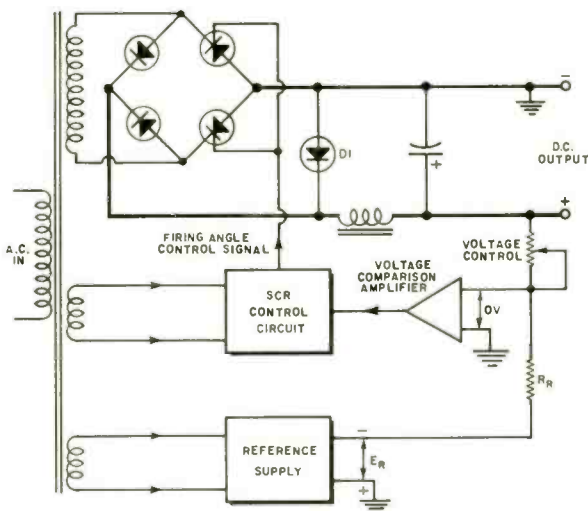 −
D.C.
OUTPUT
+
D1
+
A.C.
IN
FIRING ANGLE
CONTROL SIGNAL
VOLTAGE
COMPARISON
AMPLIFIER
VOLTAGE
CONTROL
SCR
CONTROL
CIRCUIT
0V
RR
REFERENCE
SUPPLY
−
ER
+